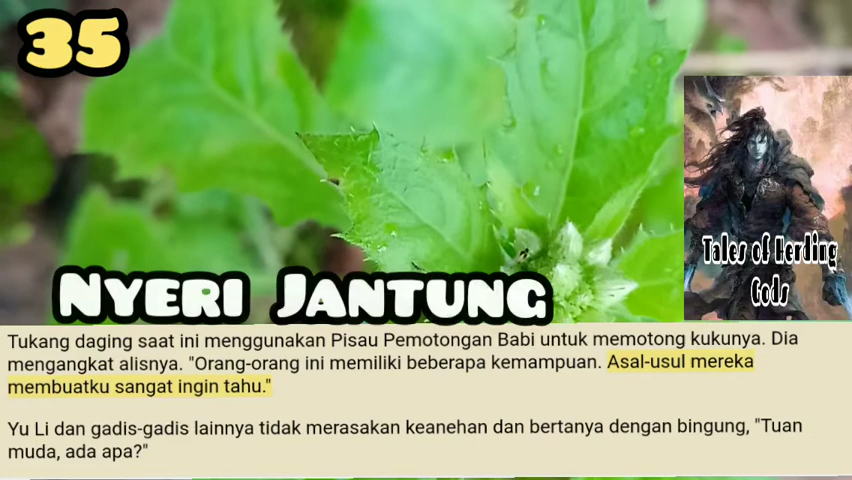 35
Tales of Herding
Gods
NYERI JANTUNG
Tukang daging saat ini menggunakan Pisau Pemotongan Babi untuk memotong kukunya. Dia
mengangkat alisnya. "Orang-orang ini memiliki beberapa kemampuan. Asal-usul mereka
membuatku sangat ingin tahu."
Yu Li dan gadis-gadis lainnya tidak merasakan keanehan dan bertanya dengan bingung, "Tuan
muda, ada apa?"